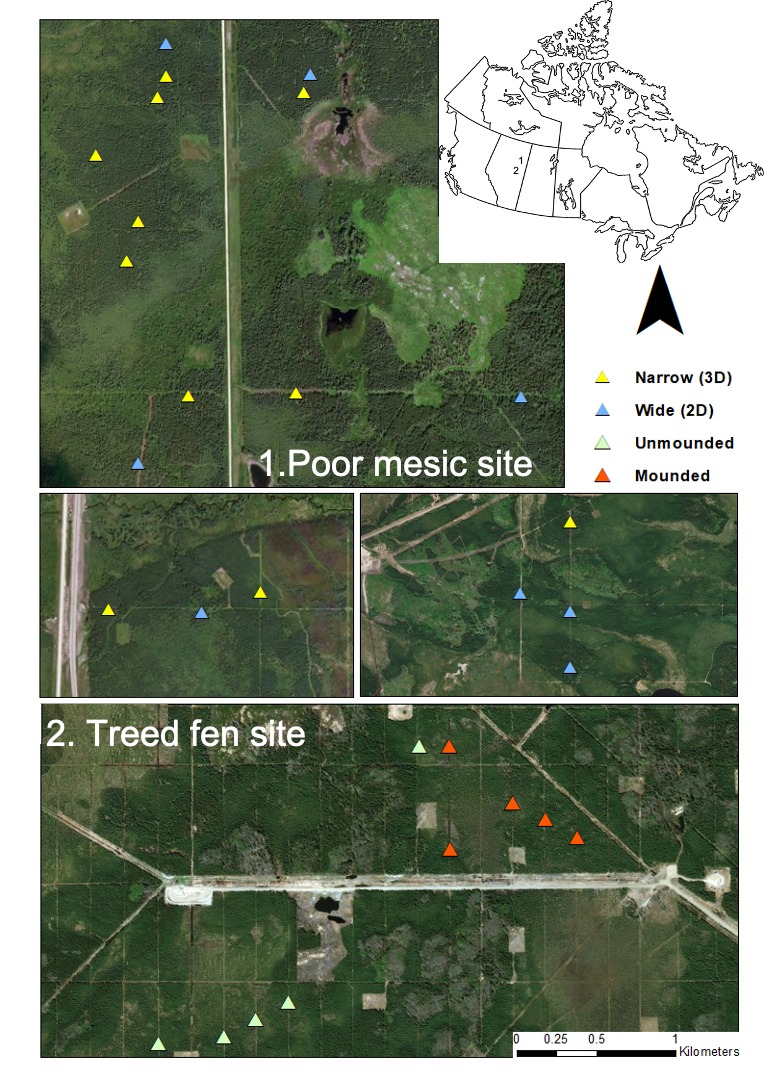 1
2
Narrow (3D)
Wide (2D)
Unmounded
Mounded
1.Poor mesic site
2. Treed fen site
0 0.25 0.5 1
Kilometers